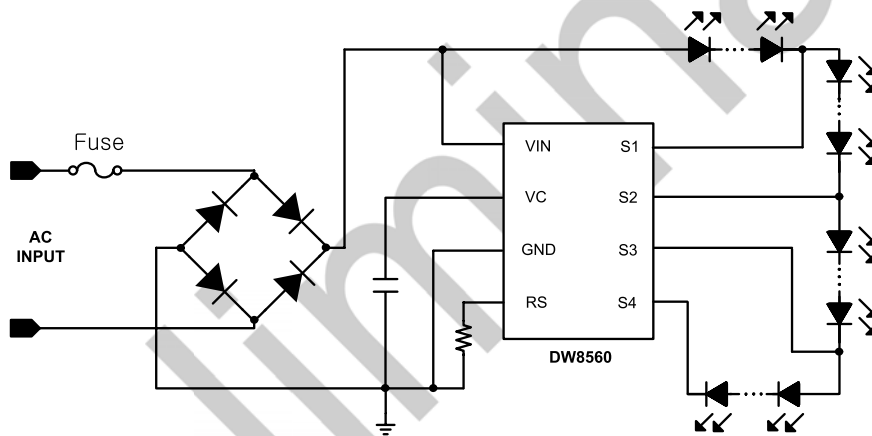 Fuse
AC
INPUT
VIN
S1
VC
S2
GND
S3
RS
S4
DW8560